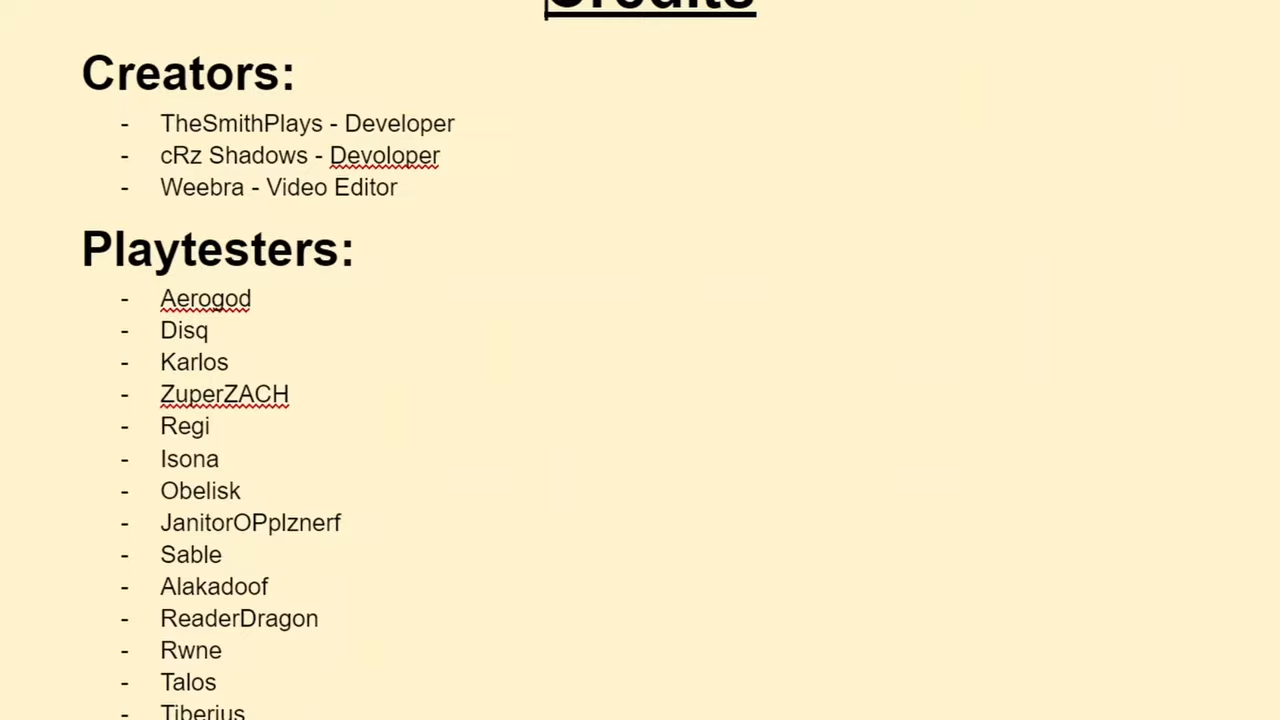 Credits
Creators:
- TheSmithPlays - Developer
- cRz Shadows - Devoloper
- Weebra - Video Editor
Playtesters:
- Aerogod
- Disq
- Karlos
- ZuperZACH
- Regi
- Isona
- Obelisk
- JanitorOPplznerf
- Sable
- Alakadoof
- ReaderDragon
- Rwne
- Talos
- Tiberius